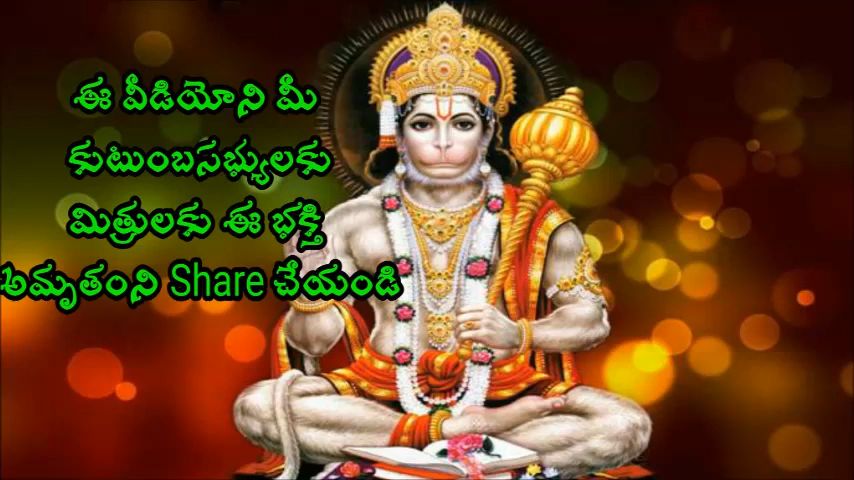 ఈ వీడియోని మీ
కుటుంబసభ్యులకు
మిత్రులకు ఈ భక్తి
అమృతంని Share చేయండి